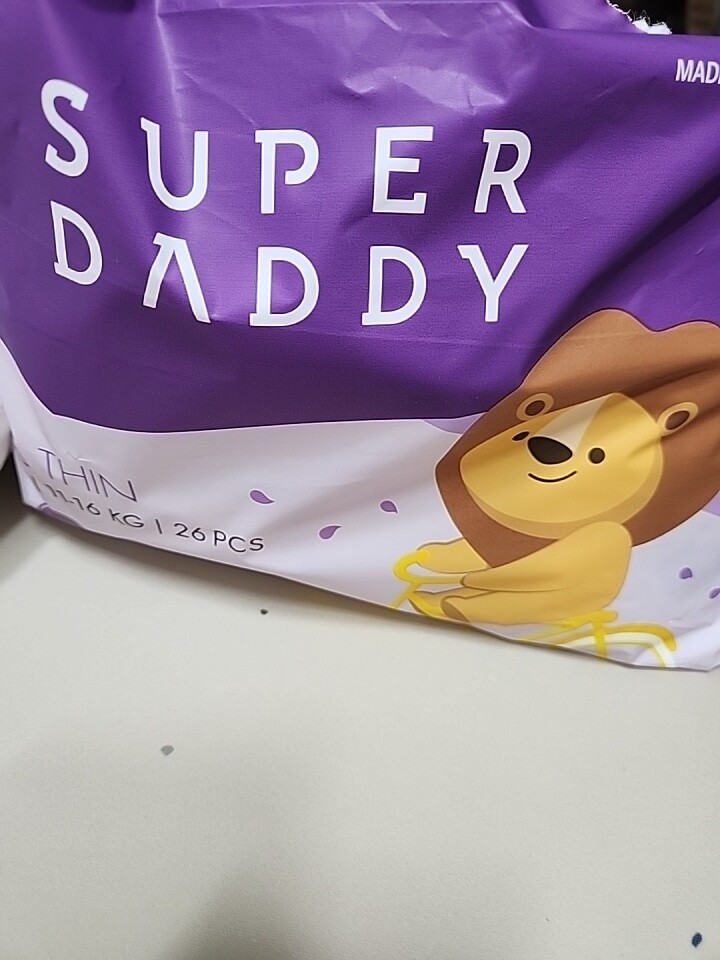 MAD
SUPER
DADDY
THIN
11-16 KG | 26 PCS